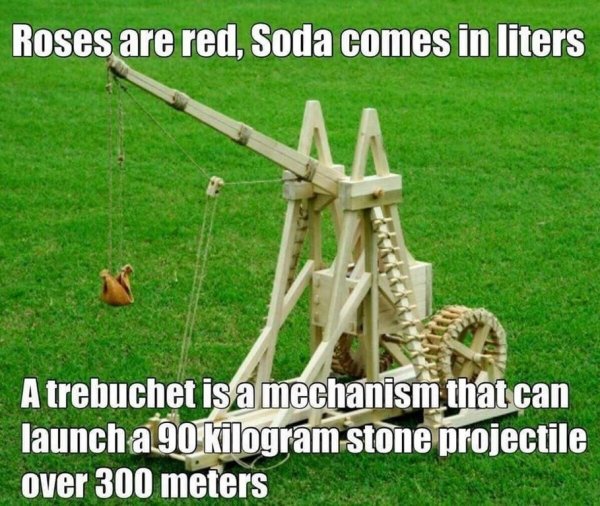 Roses are red, Soda comes in liters
A trebuchet is a mechanism that can
launch a 90 kilogram stone projectile
over 300 meters